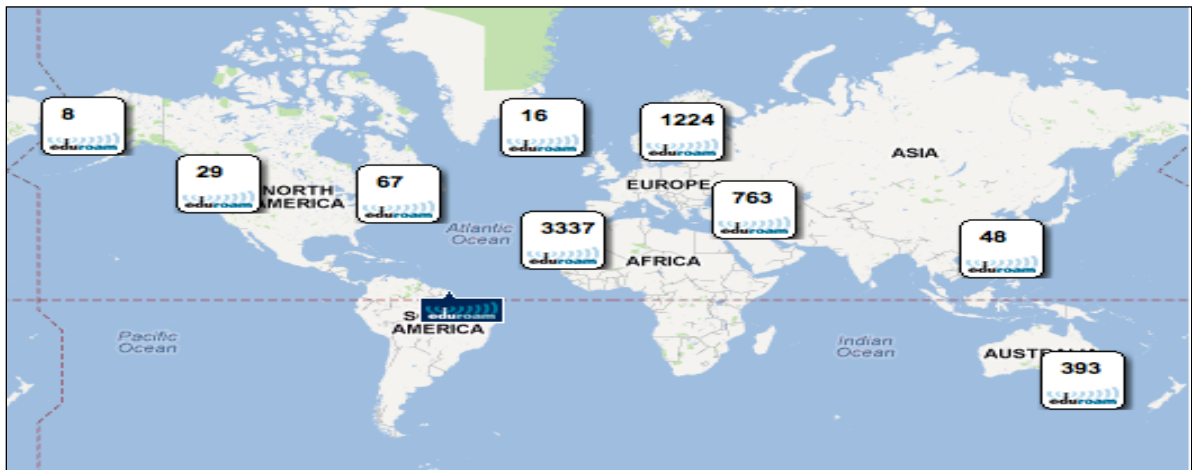 8
eduroam
16
eduroam
1224
eduroam
ASIA
29
eduroam
NORTH
AMERICA
67
eduroam
EUROPE
763
eduroam
Atlantic
Ocean
3337
eduroam
AFRICA
48
eduroam
eduroam
AMERICA
Pacific
Ocean
Indian
Ocean
393
eduroam